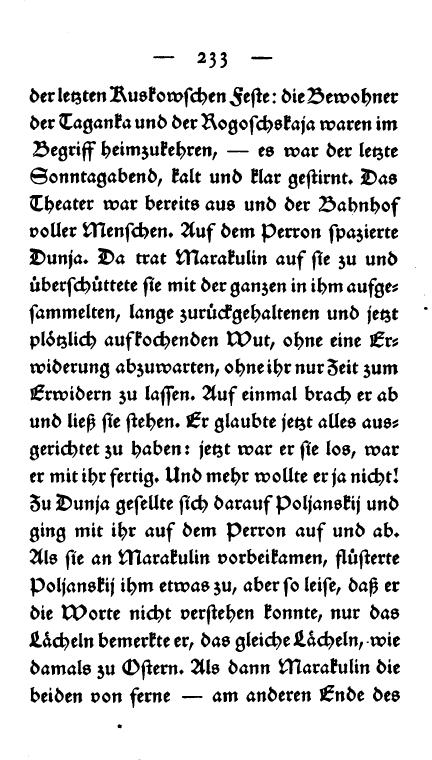 — 233 —
der letzten Ruskowschen Feste: die Bewohner
der Taganka und der Rogoschskaja waren im
Begriff heimzukehren, — es war der letzte
Sonntagabend, kalt und klar gestirnt. Das
Theater war bereits aus und der Bahnhof
voller Menschen. Auf dem Perron spazierte
Dunja. Da trat Marakulin auf sie zu und
überschüttete sie mit der ganzen in ihm aufge-
sammelten, lange zurückgehaltenen und jetzt
plötzlich aufkochenden Wut, ohne eine Er-
widerung abzuwarten, ohne ihr nur Zeit zum
Erwidern zu lassen. Auf einmal brach er ab
und ließ sie stehen. Er glaubte jetzt alles aus-
gerichtet zu haben: jetzt war er sie los, war
er mit ihr fertig. Und mehr wollte er ja nicht!
Zu Dunja gesellte sich darauf Poljanskij und
ging mit ihr auf dem Perron auf und ab.
Als sie an Marakulin vorbeikamen, flüsterte
Poljanskij ihm etwas zu, aber so leise, daß er
die Worte nicht verstehen konnte, nur das
Lächeln bemerkte er, das gleiche Lächeln, wie
damals zu Ostern. Als dann Marakulin die
beiden von ferne — am anderen Ende des